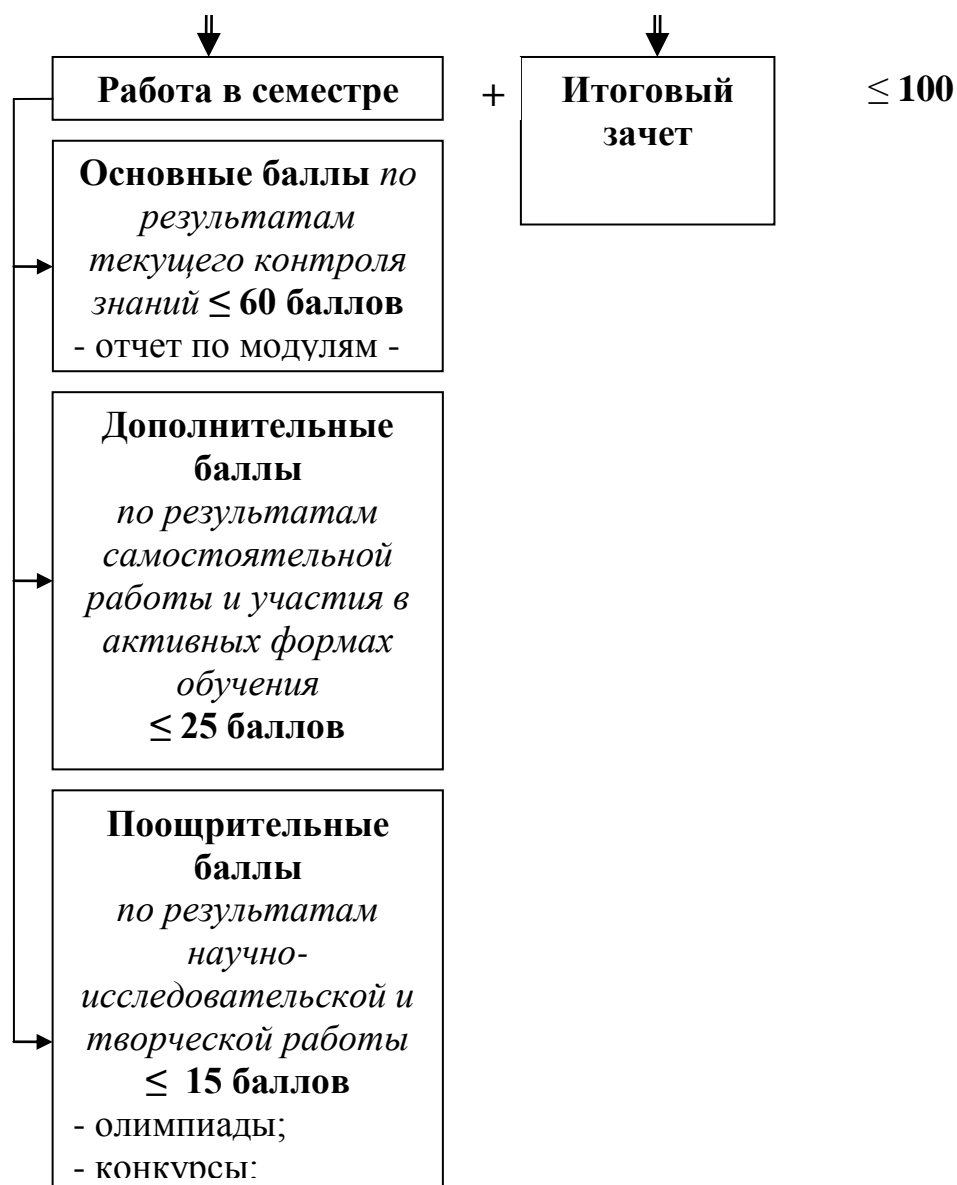 Работа в семестре
+
Итоговый
зачет
≤ 100
Основные баллы по
результатам
текущего контроля
знаний ≤ 60 баллов
- отчет по модулям -
Дополнительные
баллы
по результатам
самостоятельной
работы и участия в
активных формах
обучения
≤ 25 баллов
Поощрительные
баллы
по результатам
научно-
исследовательской и
творческой работы
≤ 15 баллов
- олимпиады;
- конкурсы;